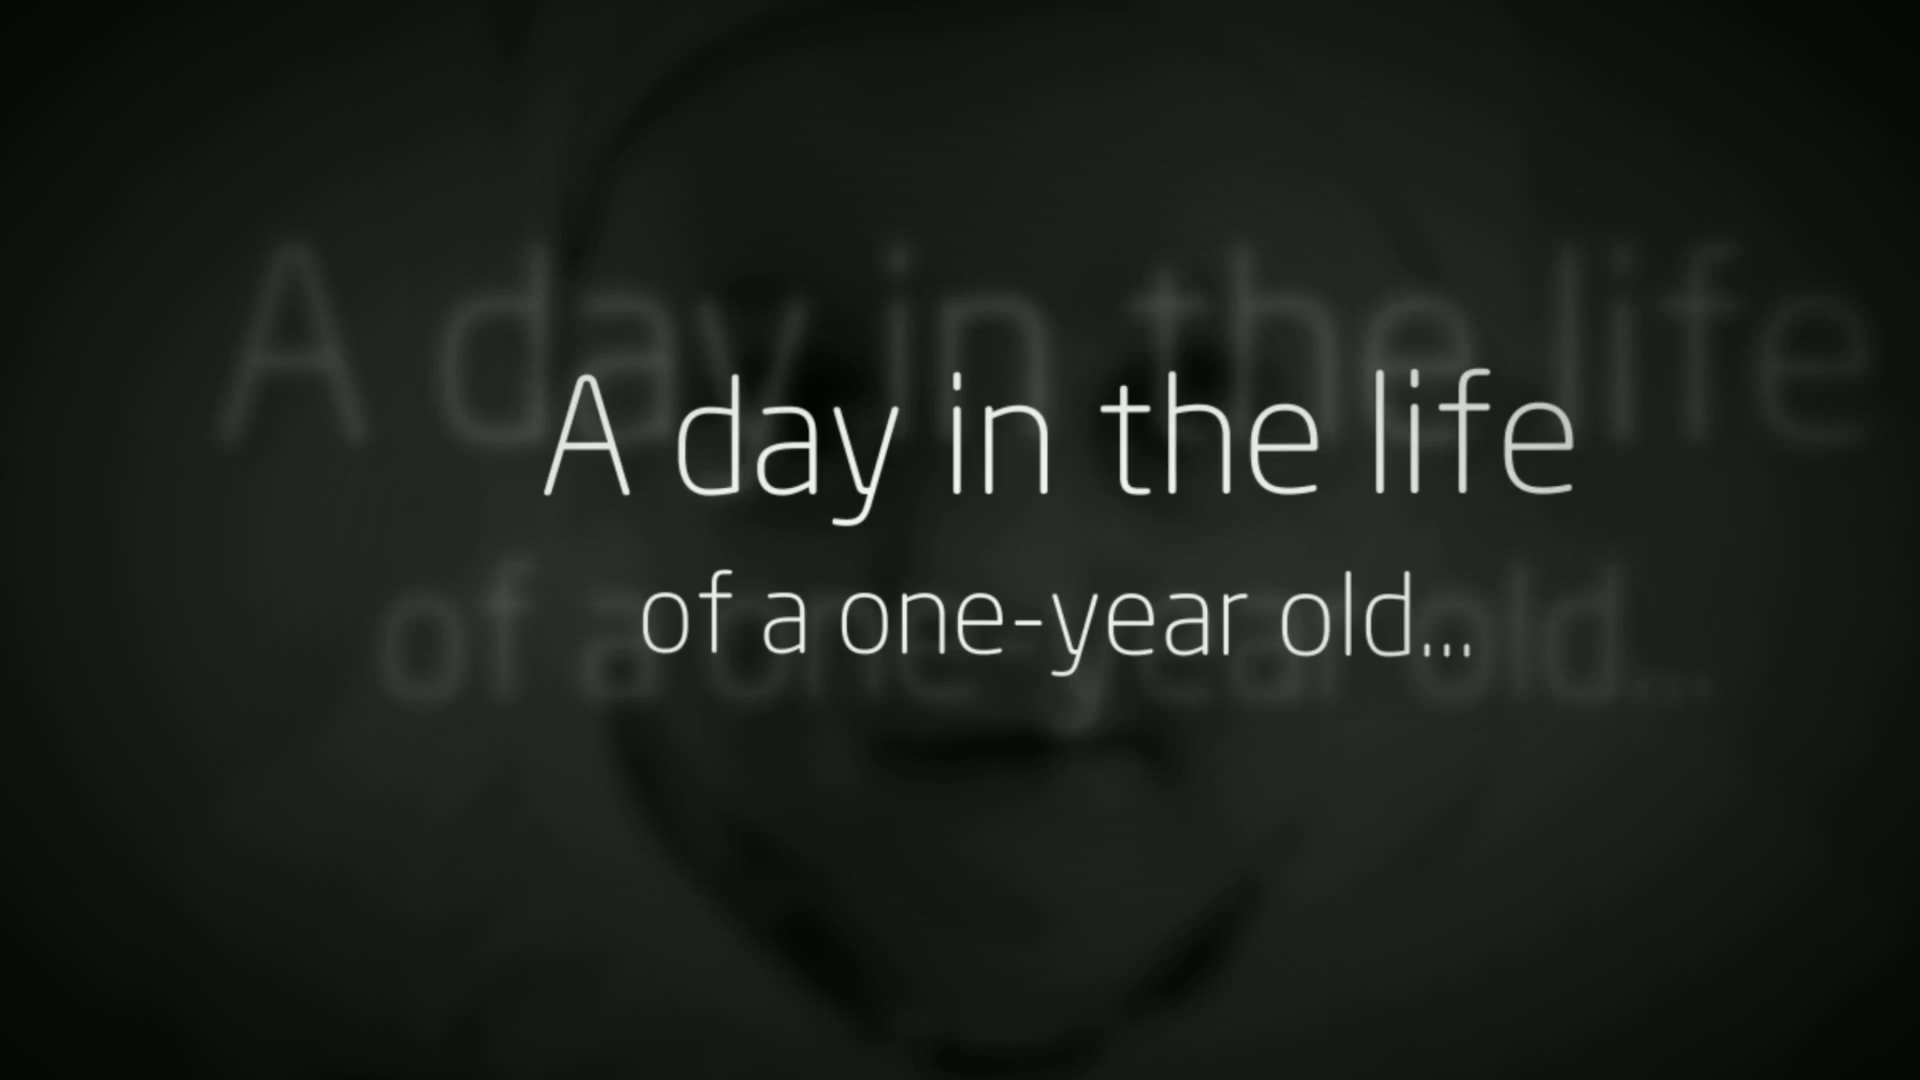 A day in the life
of a one-year old...